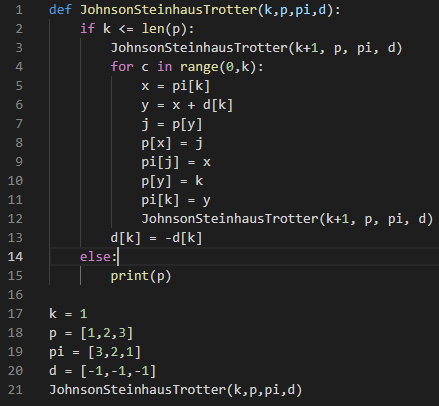 1 def JohnsonSteinhausTrotter(k,p,pi,d):
2     if k <= len(p):
3         JohnsonSteinhausTrotter(k+1, p, pi, d)
4         for c in range(0,k):
5             x = pi[k]
6             y = x + d[k]
7             j = p[y]
8             p[x] = j
9             pi[j] = x
10             p[y] = k
11             pi[k] = y
12             JohnsonSteinhausTrotter(k+1, p, pi, d)
13         d[k] = -d[k]
14     else:
15         print(p)
16
17 k = 1
18 p = [1,2,3]
19 pi = [3,2,1]
20 d = [-1,-1,-1]
21 JohnsonSteinhausTrotter(k,p,pi,d)